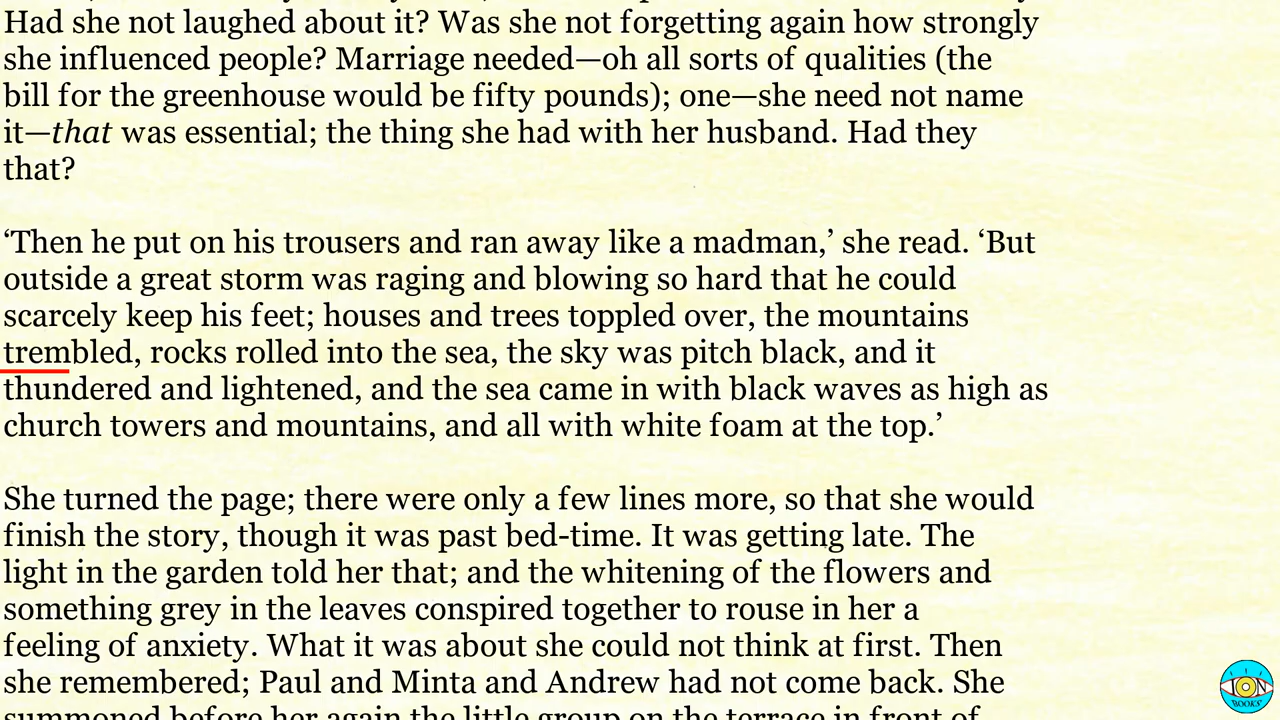 Had she not laughed about it? Was she not forgetting again how strongly
she influenced people? Marriage needed—oh all sorts of qualities (the
bill for the greenhouse would be fifty pounds); one—she need not name
it—that was essential; the thing she had with her husband. Had they
that?
‘Then he put on his trousers and ran away like a madman,’ she read. ‘But
outside a great storm was raging and blowing so hard that he could
scarcely keep his feet; houses and trees toppled over, the mountains
trembled, rocks rolled into the sea, the sky was pitch black, and it
thundered and lightened, and the sea came in with black waves as high as
church towers and mountains, and all with white foam at the top.’
She turned the page; there were only a few lines more, so that she would
finish the story, though it was past bed-time. It was getting late. The
light in the garden told her that; and the whitening of the flowers and
something grey in the leaves conspired together to rouse in her a
feeling of anxiety. What it was about she could not think at first. Then
she remembered; Paul and Minta and Andrew had not come back. She
summoned before her again the little group on the terrace in front of
ION
BOOKS